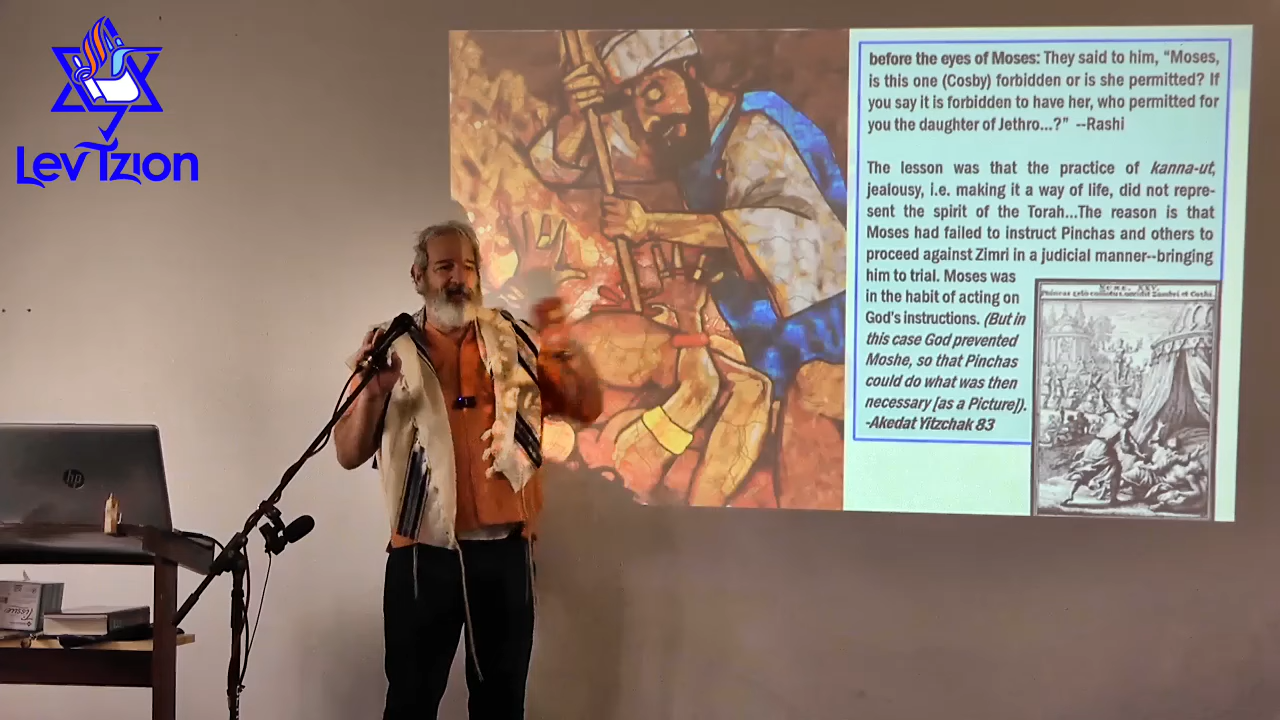 Lev Tzion
before the eyes of Moses: They said to him, “Moses,
is this one (Cosby) forbidden or is she permitted? If
you say it is forbidden to have her, who permitted for
you the daughter of Jethro...?” --Rashi
The lesson was that the practice of kanna-ut,
jealousy, i.e. making it a way of life, did not repre-
sent the spirit of the Torah...The reason is that
Moses had failed to instruct Pinchas and others to
proceed against Zimri in a judicial manner--bringing
him to trial. Moses was
in the habit of acting on
God's instructions. (But in
this case God prevented
Moshe, so that Pinchas
could do what was then
necessary [as a Picture]).
-Akedat Yitzchak 83
NUME. XXV.
hp
Tissue